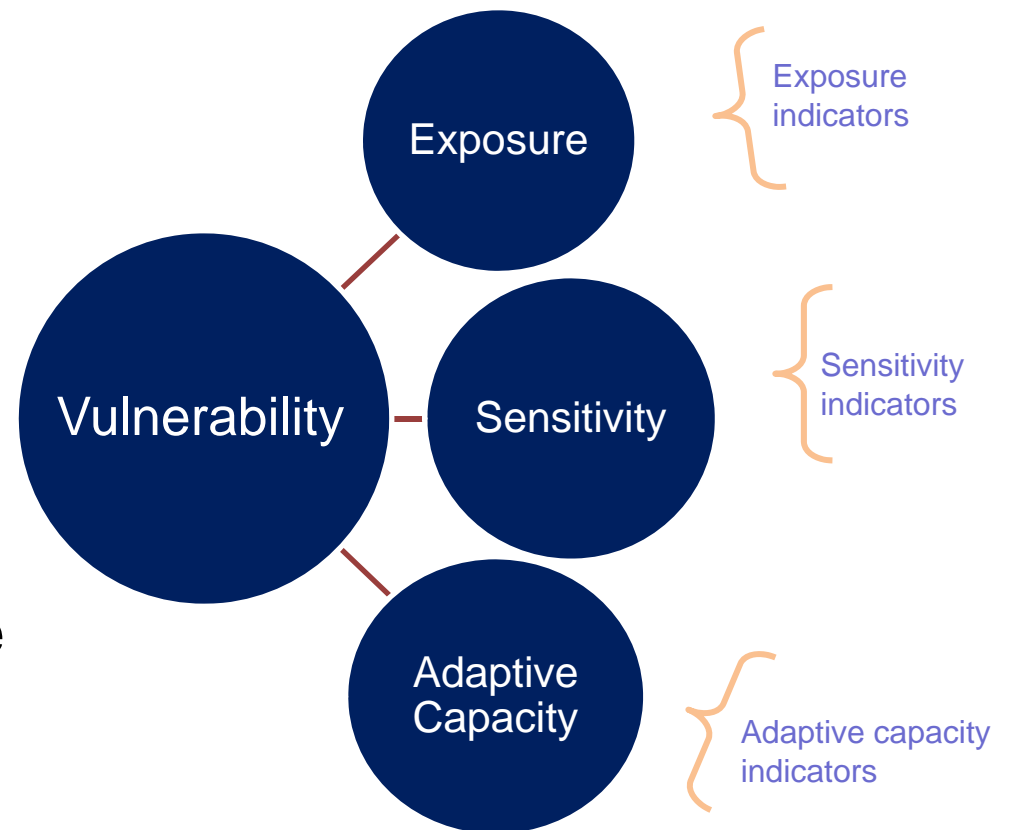 Exposure
Exposure
indicators
Vulnerability
Sensitivity
Sensitivity
indicators
e
Adaptive
Capacity
Adaptive capacity
indicators